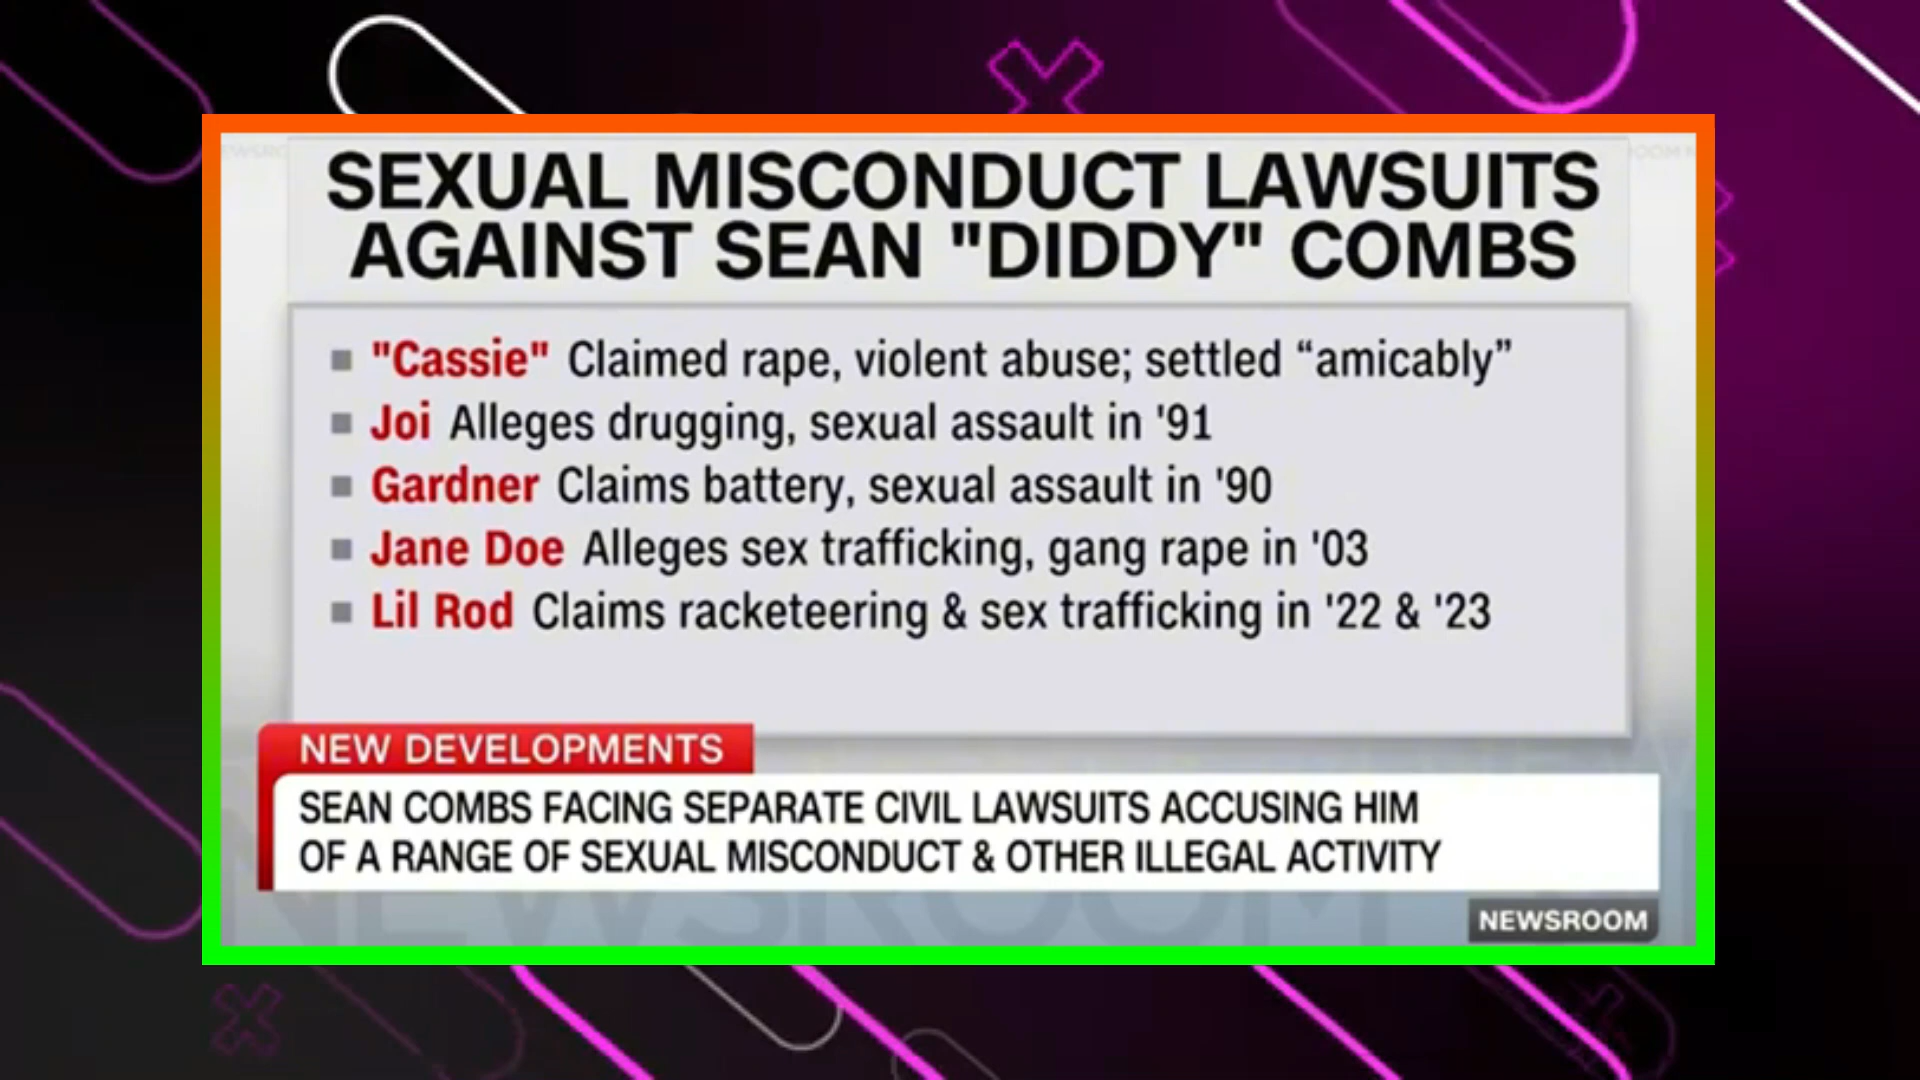 SEXUAL MISCONDUCT LAWSUITS
AGAINST SEAN "DIDDY" COMBS
"Cassie" Claimed rape, violent abuse; settled “amicably”
Joi Alleges drugging, sexual assault in '91
Gardner Claims battery, sexual assault in '90
Jane Doe Alleges sex trafficking, gang rape in '03
Lil Rod Claims racketeering & sex trafficking in '22 & '23
NEW DEVELOPMENTS
SEAN COMBS FACING SEPARATE CIVIL LAWSUITS ACCUSING HIM
OF A RANGE OF SEXUAL MISCONDUCT & OTHER ILLEGAL ACTIVITY
NEWSROOM
NEWSROOM